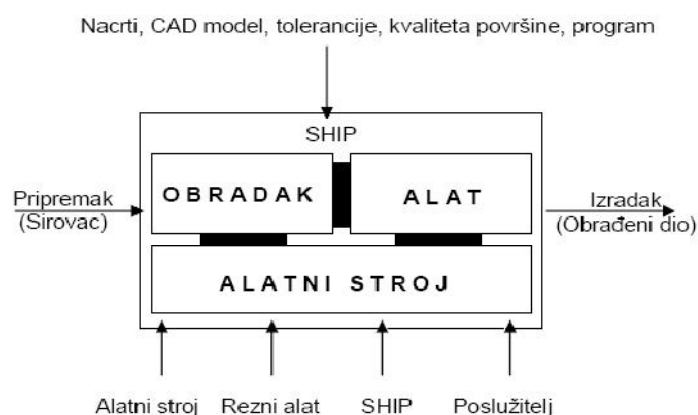 Nacrti, CAD model, tolerancije, kvaliteta površine, program
SHIP
OBRADAK
ALAT
Pripremak
(Sirovac)
Izradak
(Obrađeni dio)
ALATNI STROJ
Alatni stroj
Rezni alat
SHIP
Poslužitelj